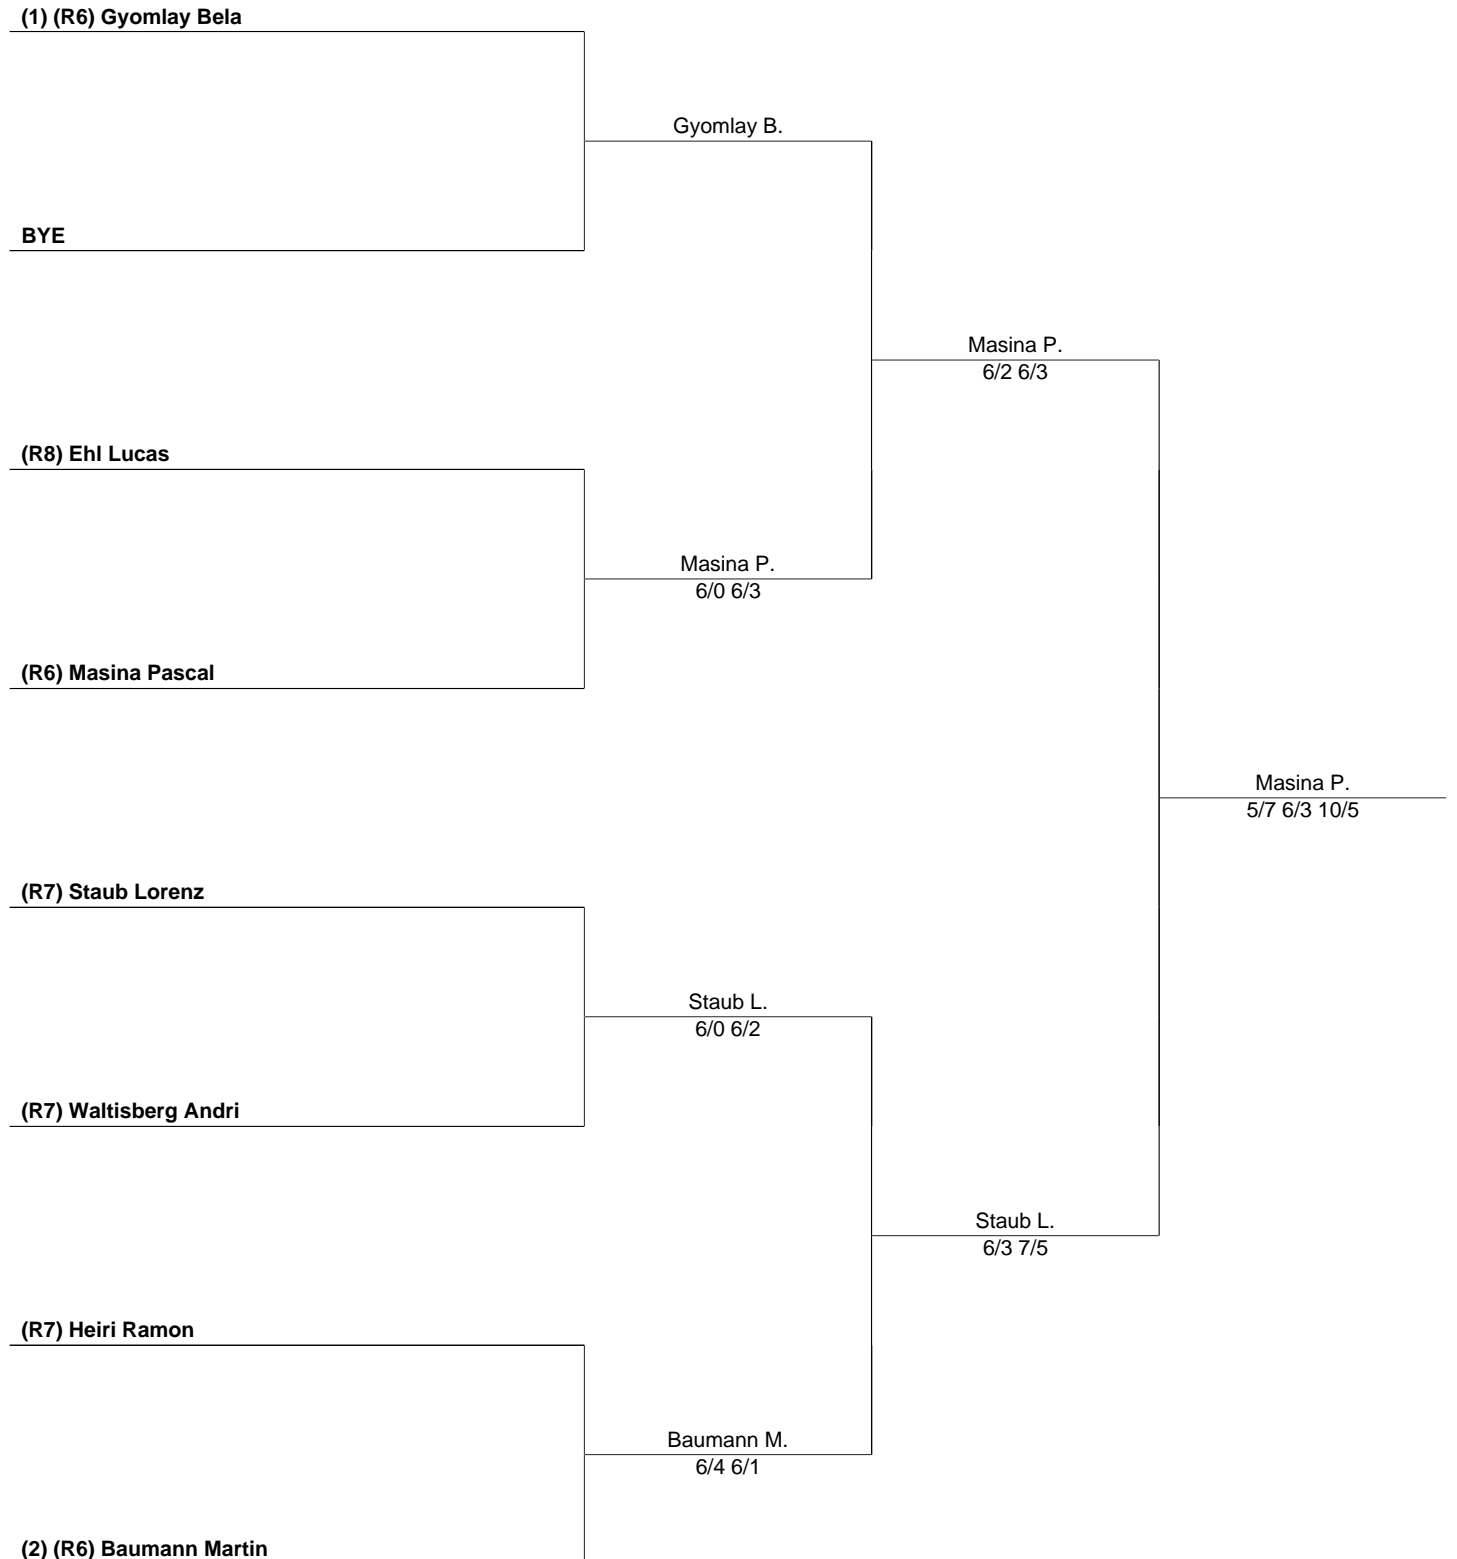 (1) (R6) Gyomlay Bela
Gyomlay B.
BYE
Masina P.
6/2 6/3
(R8) Ehl Lucas
Masina P.
6/0 6/3
(R6) Masina Pascal
Masina P.
5/7 6/3 10/5
(R7) Staub Lorenz
Staub L.
6/0 6/2
(R7) Waltisberg Andri
Staub L.
6/3 7/5
(R7) Heiri Ramon
Baumann M.
6/4 6/1
(2) (R6) Baumann Martin